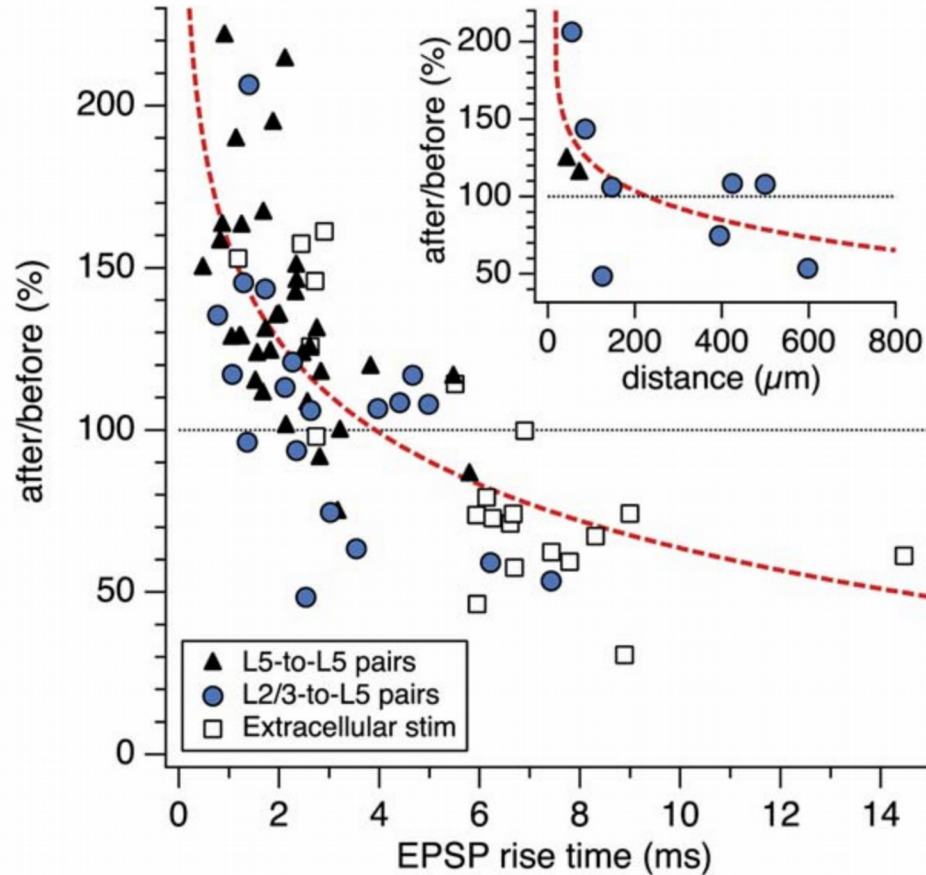 after/before (%)
200
150
100
50
0
0 2 4 6 8 10 12 14
EPSP rise time (ms)
L5-to-L5 pairs
L2/3-to-L5 pairs
Extracellular stim
after/before (%)
200
150
100
50
0 200 400 600 800
distance (µm)